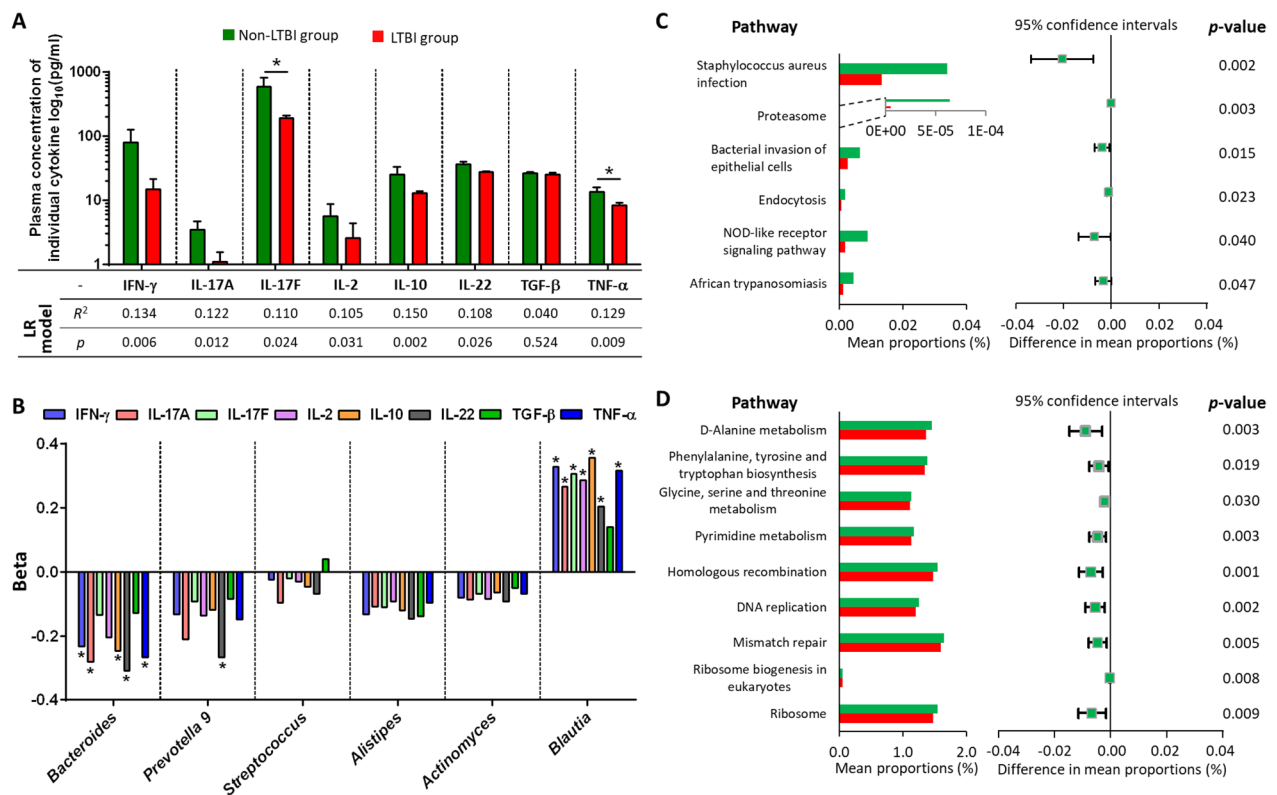 A
Non-LTBI group
LTBI group
Plasma concentration of
individual cytokine log10(pg/ml)
1000
100
10
1
*
*
- IFN-γ IL-17A IL-17F IL-2 IL-10 IL-22 TGF-β TNF-α
LR model
R2 0.134 0.122 0.110 0.105 0.150 0.108 0.040 0.129
p 0.006 0.012 0.024 0.031 0.002 0.026 0.524 0.009
B
IFN-γ IL-17A IL-17F IL-2 IL-10 IL-22 TGF-β TNF-α
Beta
0.4
0.2
0.0
-0.2
-0.4
* * * * *
*
* * * * * * *
Bacteroides
Prevotella 9
Streptococcus
Alistipes
Actinomyces
Blautia
C
Pathway
95% confidence intervals
p-value
Staphylococcus aureus
infection
0.002
Proteasome
0.003
0E+00 5E-05 1E-04
Bacterial invasion of
epithelial cells
0.015
Endocytosis
0.023
NOD-like receptor
signaling pathway
0.040
African trypanosomiasis
0.047
0.00 0.02 0.04
Mean proportions (%)
-0.04 -0.02 0.00 0.02 0.04
Difference in mean proportions (%)
D
Pathway
95% confidence intervals
p-value
D-Alanine metabolism
0.003
Phenylalanine, tyrosine and
tryptophan biosynthesis
0.019
Glycine, serine and threonine
metabolism
0.030
Pyrimidine metabolism
0.003
Homologous recombination
0.001
DNA replication
0.002
Mismatch repair
0.005
Ribosome biogenesis in
eukaryotes
0.008
Ribosome
0.009
0.0 1.0 2.0
Mean proportions (%)
-0.04 -0.02 0.00 0.02 0.04
Difference in mean proportions (%)